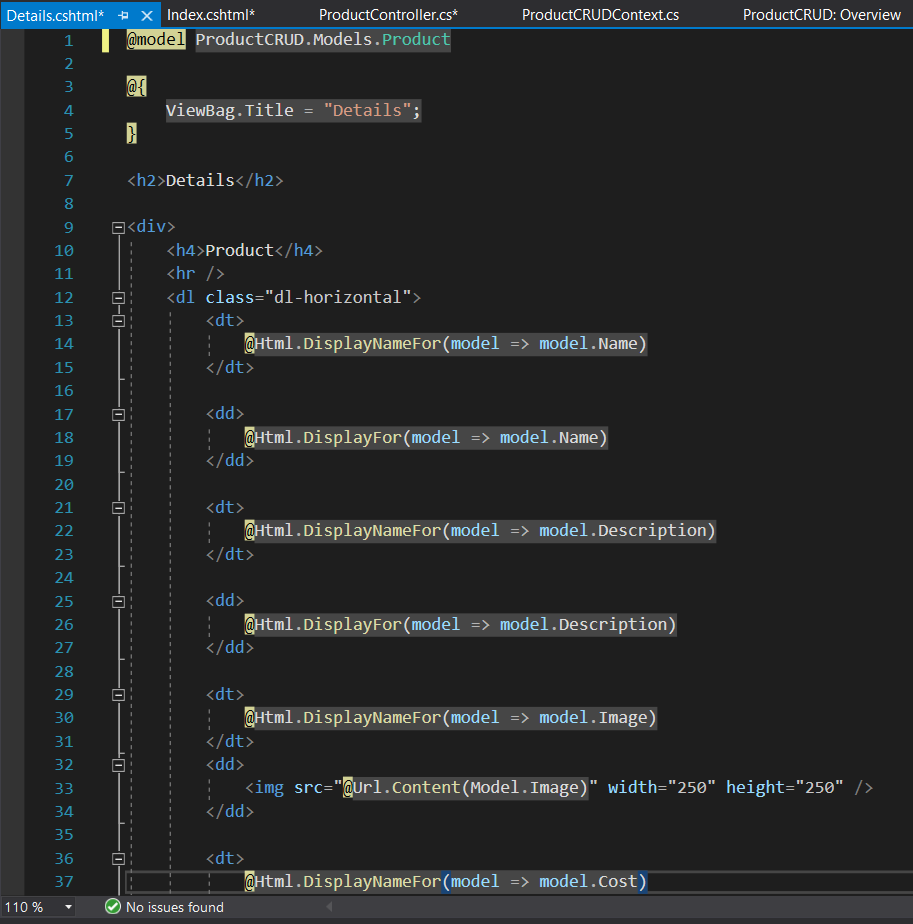 Details.cshtml* Index.cshtml* ProductController.cs* ProductCRUDContext.cs ProductCRUD: Overview
1 @model ProductCRUD.Models.Product
2
3 @{
4 ViewBag.Title = "Details";
5 }
6
7 <h2>Details</h2>
8
9 <div>
10 <h4>Product</h4>
11 <hr />
12 <dl class="dl-horizontal">
13 <dt>
14 @Html.DisplayNameFor(model => model.Name)
15 </dt>
16
17 <dd>
18 @Html.DisplayFor(model => model.Name)
19 </dd>
20
21 <dt>
22 @Html.DisplayNameFor(model => model.Description)
23 </dt>
24
25 <dd>
26 @Html.DisplayFor(model => model.Description)
27 </dd>
28
29 <dt>
30 @Html.DisplayNameFor(model => model.Image)
31 </dt>
32 <dd>
33 <img src="@Url.Content(Model.Image)" width="250" height="250" />
34 </dd>
35
36 <dt>
37 @Html.DisplayNameFor(model => model.Cost)
110 % No issues found